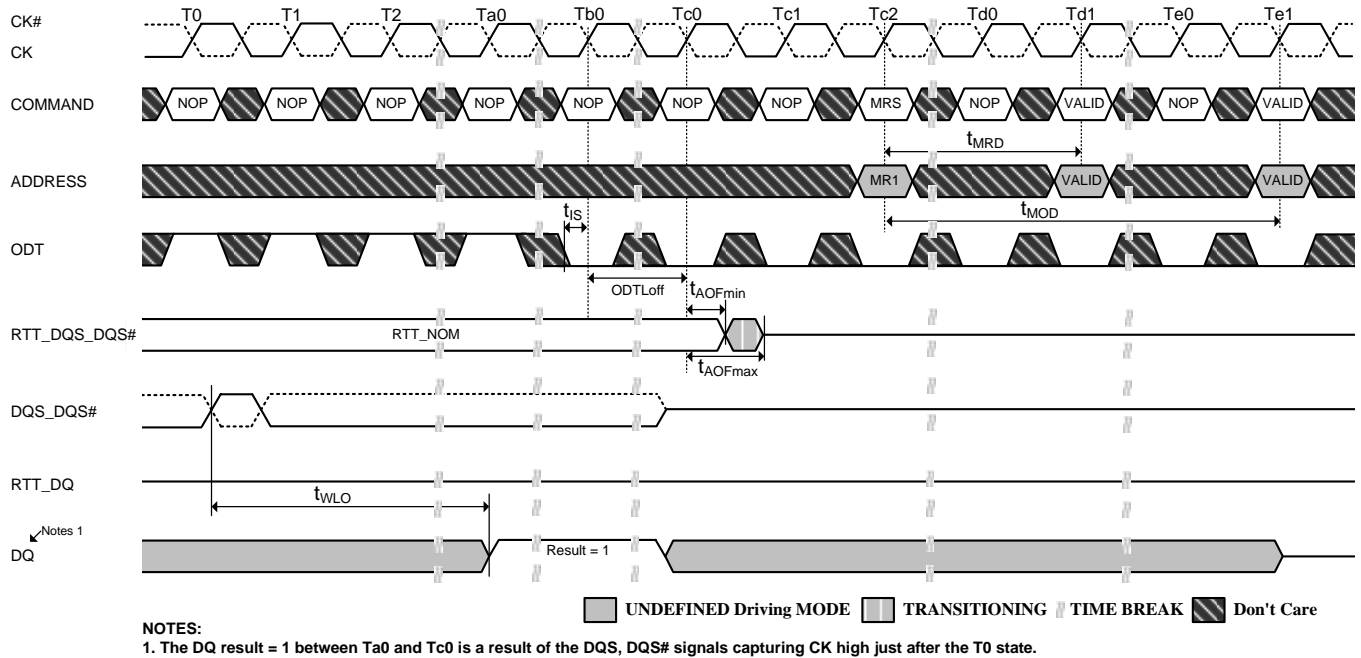 T0 T1 T2 Ta0 Tb0 Tc0 Tc1 Tc2 Td0 Td1 Te0 Te1
CK#
CK
COMMAND NOP NOP NOP NOP NOP NOP NOP MRS NOP VALID NOP VALID
tMRD
ADDRESS MR1 VALID VALID
tIS tMOD
ODT
ODTLoff tAOFmin
RTT_DQS_DQS# RTT_NOM
tAOFmax
DQS_DQS#
RTT_DQ
tWLO
Notes 1
DQ Result = 1
UNDEFINED Driving MODE TRANSITIONING TIME BREAK Don't Care
NOTES:
1. The DQ result = 1 between Ta0 and Tc0 is a result of the DQS, DQS# signals capturing CK high just after the T0 state.